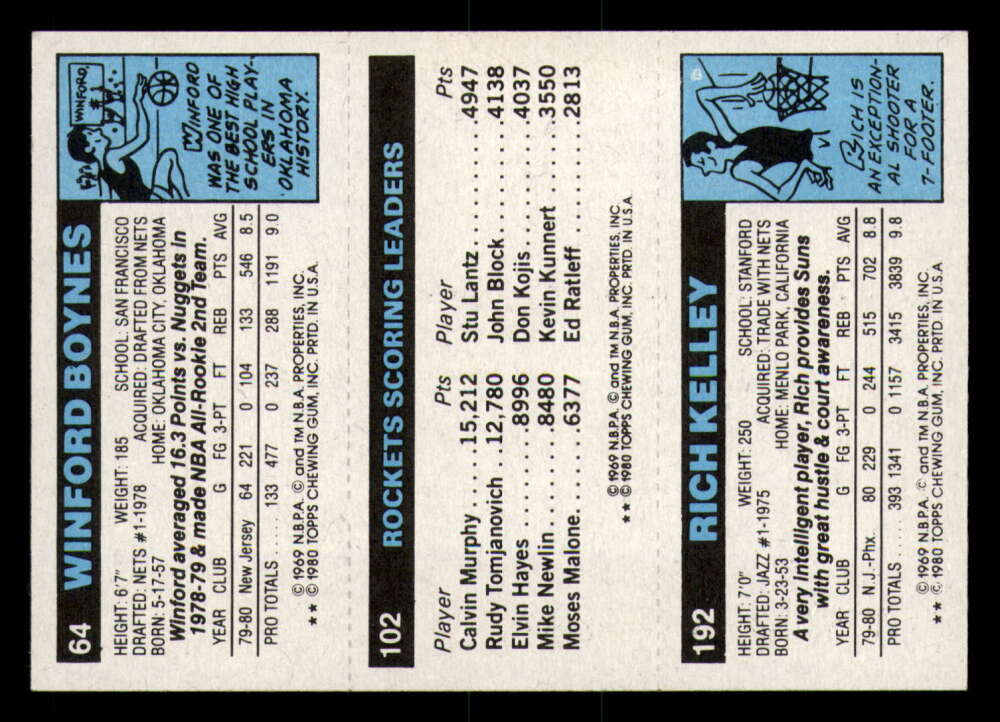 64 WINFORD BOYNES
HEIGHT: 6'7" WEIGHT: 185 SCHOOL: SAN FRANCISCO
DRAFTED: NETS #1-1978 ACQUIRED: DRAFTED FROM NETS
BORN: 5-17-57 HOME: OKLAHOMA CITY, OKLAHOMA
Winford averaged 16.3 Points vs. Nuggets in
1978-79 & made NBA All-Rookie 2nd Team.
YEAR CLUB G FG 3-PT FT REB PTS AVG
79-80 New Jersey 64 221 0 104 133 546 8.5
PRO TOTALS .... 133 477 0 237 288 1191 9.0
© 1969 N.B.P.A. © and TM N.B.A. PROPERTIES, INC.
★★ © 1980 TOPPS CHEWING GUM, INC. PRTD. IN U.S.A.
WINFORD
#1
WINFORD
WAS ONE OF
THE BEST HIGH
SCHOOL PLAY-
ERS IN
OKLAHOMA
HISTORY.
102 ROCKETS SCORING LEADERS
Player Pts Player Pts
Calvin Murphy...15,212 Stu Lantz..........4947
Rudy Tomjanovich..12,780 John Block........4138
Elvin Hayes......8996 Don Kojis.........4037
Mike Newlin......8480 Kevin Kunnert....3550
Moses Malone.....6377 Ed Ratleff........2813
© 1969 N.B.P.A. © and TM N.B.A. PROPERTIES, INC.
★★ © 1980 TOPPS CHEWING GUM, INC. PRTD. IN U.S.A.
192 RICH KELLEY
HEIGHT: 7'0" WEIGHT: 250 SCHOOL: STANFORD
DRAFTED: JAZZ #1-1975 ACQUIRED: TRADE WITH NETS
BORN: 3-23-53 HOME: MENLO PARK, CALIFORNIA
A very intelligent player, Rich provides Suns
with great hustle & court awareness.
YEAR CLUB G FG 3-PT FT REB PTS AVG
79-80 N.J.-Phx. 80 229 0 244 515 702 8.8
PRO TOTALS .... 393 1341 0 1157 3415 3839 9.8
© 1969 N.B.P.A. © and TM N.B.A. PROPERTIES, INC.
★★ © 1980 TOPPS CHEWING GUM, INC. PRTD. IN U.S.A.
RICH IS
AN EXCEPTION-
AL SHOOTER
FOR A
7-FOOTER.